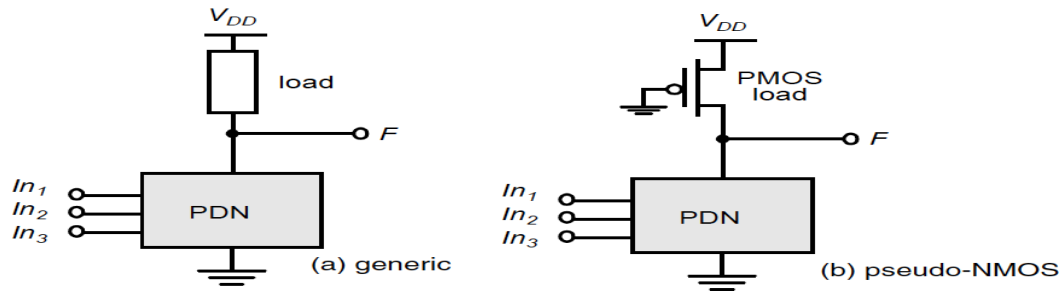 V_DD
load
F
In_1
In_2
In_3
PDN
(a) generic
V_DD
PMOS
load
F
In_1
In_2
In_3
PDN
(b) pseudo-NMOS